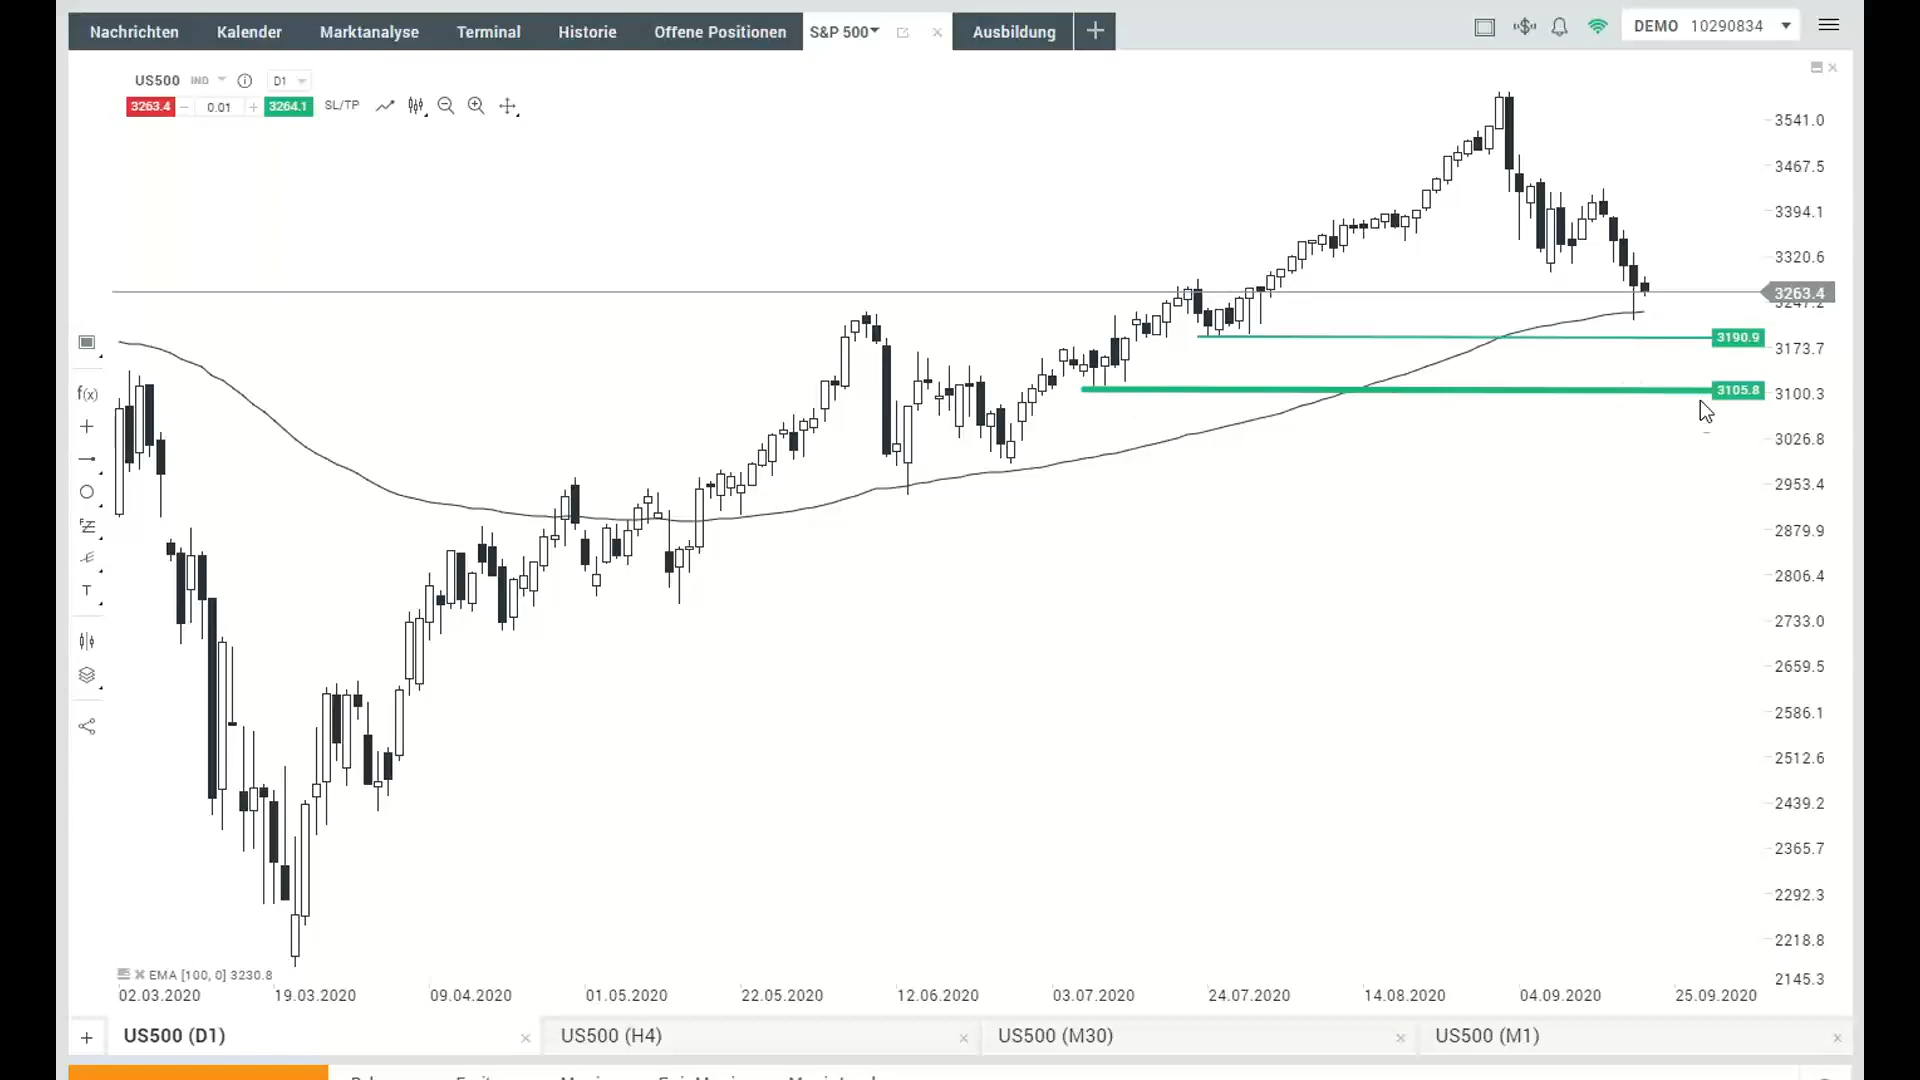 Nachrichten Kalender Marktanalyse Terminal Historie Offene Positionen S&P 500 Ausbildung
DEMO 10290834
US500 IND D1
3263.4 0.01 3264.1 SL/TP
3541.0
3467.5
3394.1
3320.6
3263.4
3190.9
3173.7
3105.8
3100.3
3026.8
2953.4
2879.9
2806.4
2733.0
2659.5
2586.1
2512.6
2439.2
2365.7
2292.3
2218.8
2145.3
f(x)
T
EMA [100, 0] 3230.8
02.03.2020 19.03.2020 09.04.2020 01.05.2020 22.05.2020 12.06.2020 03.07.2020 24.07.2020 14.08.2020 04.09.2020 25.09.2020
US500 (D1) US500 (H4) US500 (M30) US500 (M1)